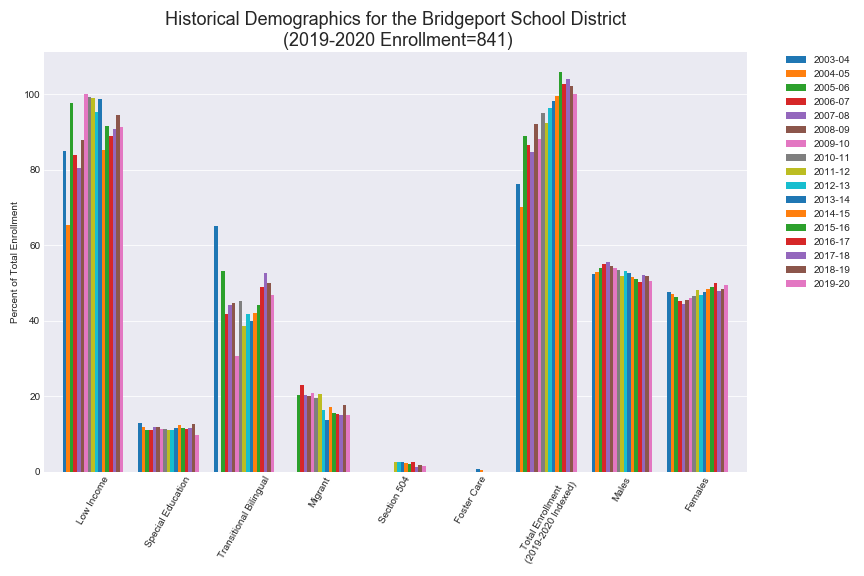 Historical Demographics for the Bridgeport School District
(2019-2020 Enrollment=841)
Percent of Total Enrollment
100
80
60
40
20
0
Low Income
Special Education
Transitional Bilingual
Migrant
Section 504
Foster Care
Total Enrollment
(2019-2020 Indexed)
Males
Females
2003-04
2004-05
2005-06
2006-07
2007-08
2008-09
2009-10
2010-11
2011-12
2012-13
2013-14
2014-15
2015-16
2016-17
2017-18
2018-19
2019-20